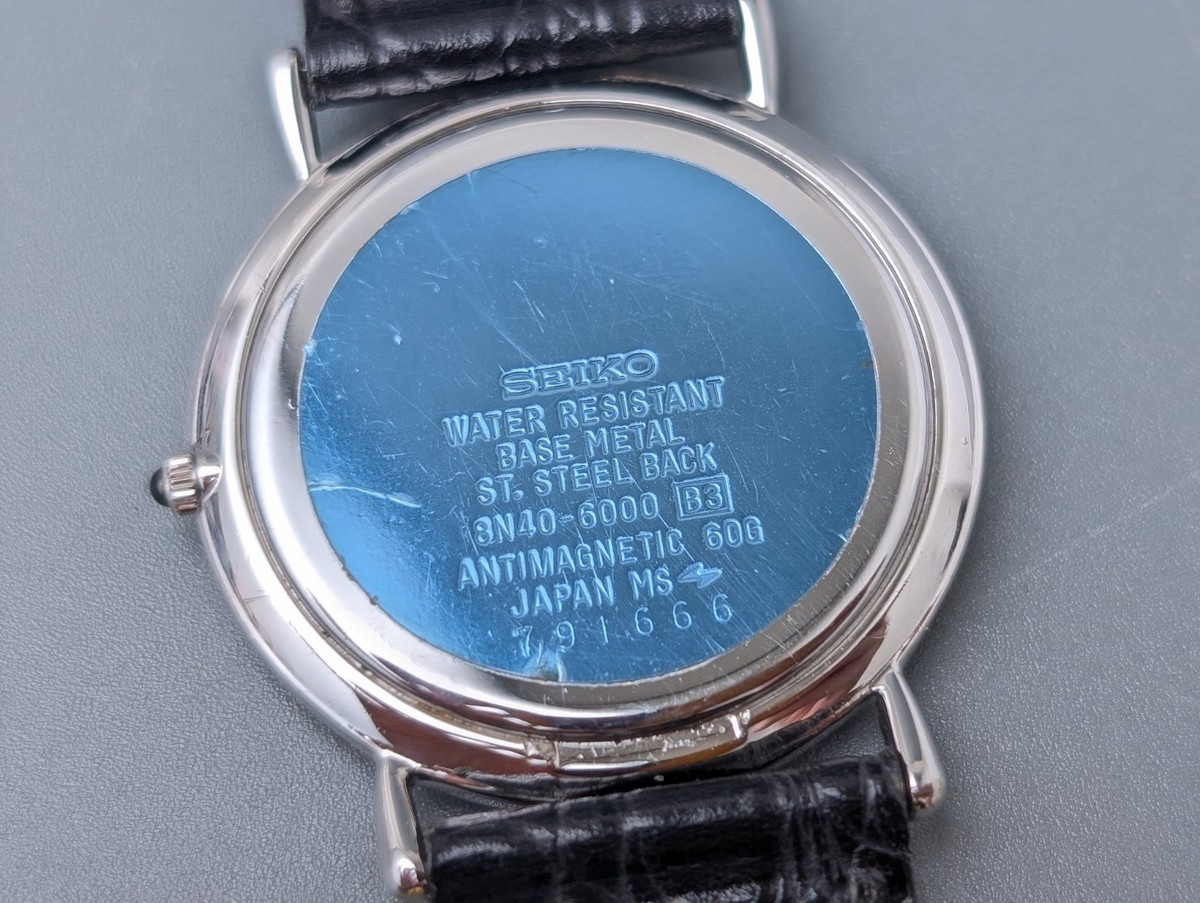 SEIKO
WATER RESISTANT
BASE METAL
ST. STEEL BACK
8N40-6000 B3
ANTIMAGNETIC 60G
JAPAN MS
791666